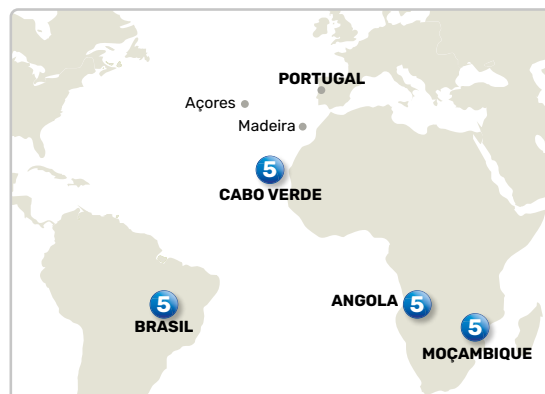 PORTUGAL
Açores
Madeira
5
CABO VERDE
5
BRASIL
ANGOLA 5
5
MOÇAMBIQUE